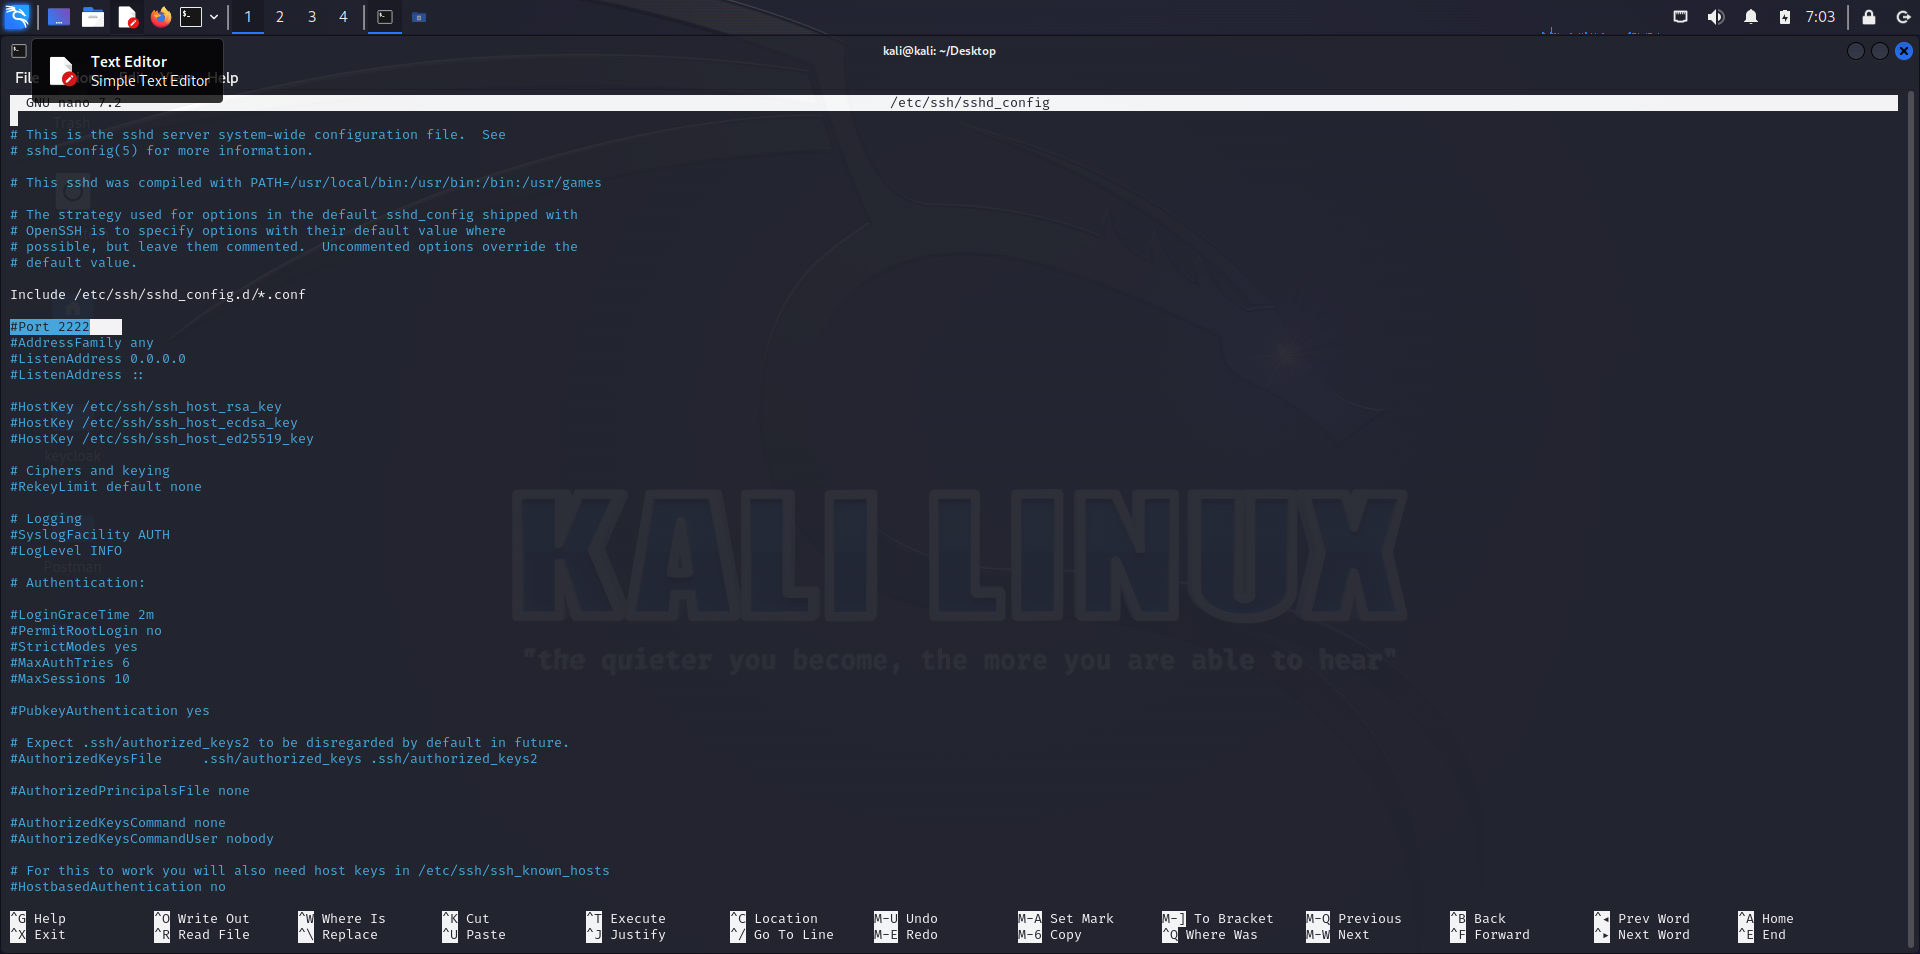 1 2 3 4
7:03
kali@kali: ~/Desktop
File Help
Text Editor
Simple Text Editor
GNU nano 7.2 /etc/ssh/sshd_config
Trash
# This is the sshd server system-wide configuration file.  See
# sshd_config(5) for more information.
# This sshd was compiled with PATH=/usr/local/bin:/usr/bin:/bin:/usr/games
# The strategy used for options in the default sshd_config shipped with
# OpenSSH is to specify options with their default value where
# possible, but leave them commented.  Uncommented options override the
# default value.
Include /etc/ssh/sshd_config.d/*.conf
#Port 2222
#AddressFamily any
#ListenAddress 0.0.0.0
#ListenAddress ::
#HostKey /etc/ssh/ssh_host_rsa_key
#HostKey /etc/ssh/ssh_host_ecdsa_key
#HostKey /etc/ssh/ssh_host_ed25519_key
keycloak
# Ciphers and keying
#RekeyLimit default none
# Logging
#SyslogFacility AUTH
#LogLevel INFO
Postman
# Authentication:
#LoginGraceTime 2m
#PermitRootLogin no
#StrictModes yes
#MaxAuthTries 6
#MaxSessions 10
#PubkeyAuthentication yes
# Expect .ssh/authorized_keys2 to be disregarded by default in future.
#AuthorizedKeysFile     .ssh/authorized_keys .ssh/authorized_keys2
#AuthorizedPrincipalsFile none
#AuthorizedKeysCommand none
#AuthorizedKeysCommandUser nobody
# For this to work you will also need host keys in /etc/ssh/ssh_known_hosts
#HostbasedAuthentication no
KALI LINUX
"the quieter you become, the more you are able to hear"
^G Help ^O Write Out ^W Where Is ^K Cut ^T Execute ^C Location M-U Undo M-A Set Mark M-] To Bracket M-Q Previous ^B Back ^◂ Prev Word ^A Home
^X Exit ^R Read File ^\ Replace ^U Paste ^J Justify ^/ Go To Line M-E Redo M-6 Copy ^Q Where Was M-W Next ^F Forward ^▸ Next Word ^E End